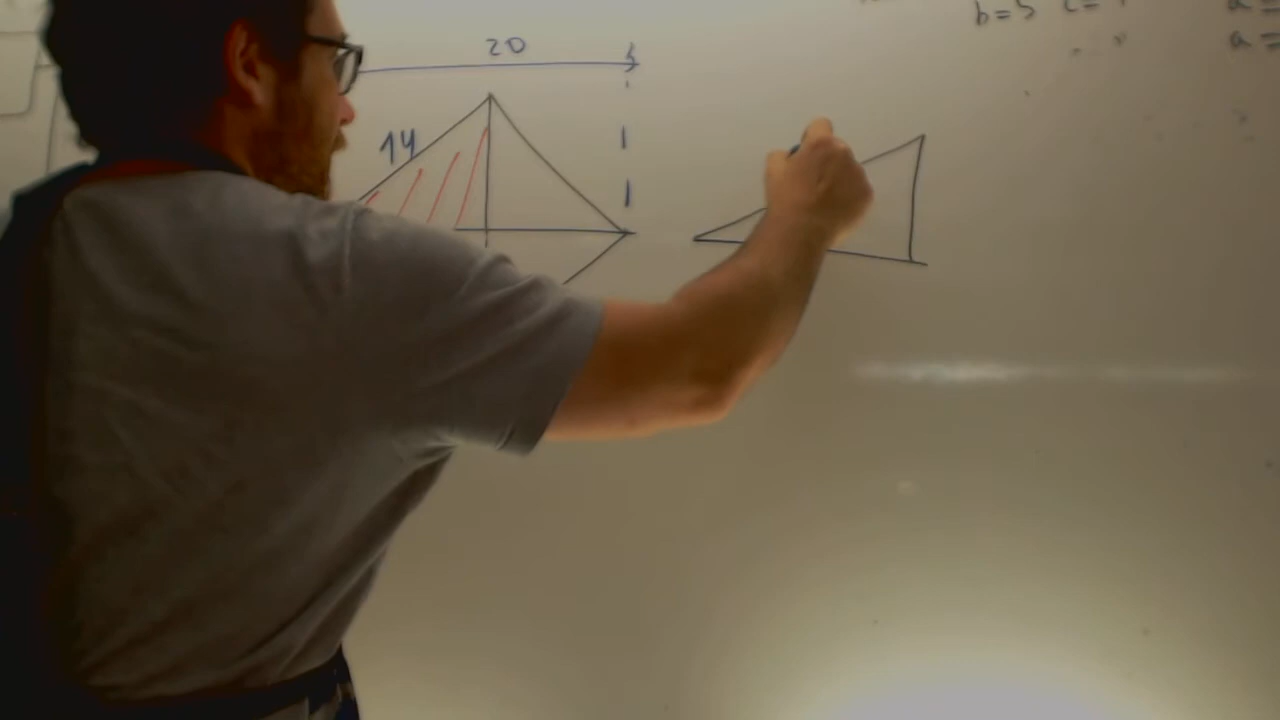 b=5 c=
a=
a=
20
14